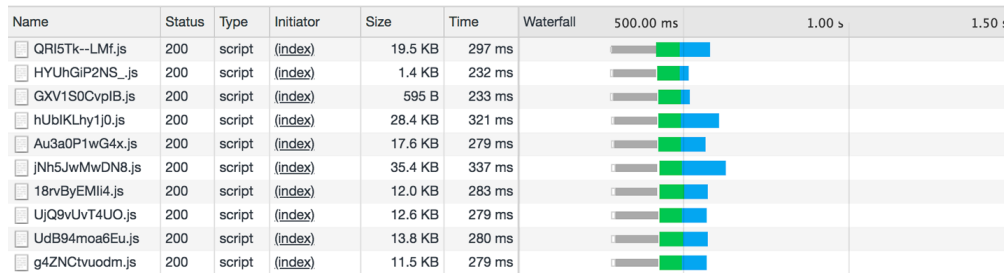 Name Status Type Initiator Size Time Waterfall 500.00 ms 1.00 s 1.50 s
QRI5Tk--LMf.js 200 script (index) 19.5 KB 297 ms
HYUhGiP2NS_.js 200 script (index) 1.4 KB 232 ms
GXV1S0CvpIB.js 200 script (index) 595 B 233 ms
hUbIKLhy1j0.js 200 script (index) 28.4 KB 321 ms
Au3a0P1wG4x.js 200 script (index) 17.6 KB 279 ms
jNh5JwMwDN8.js 200 script (index) 35.4 KB 337 ms
18rvByEMIi4.js 200 script (index) 12.0 KB 283 ms
UjQ9vUvT4UO.js 200 script (index) 12.6 KB 279 ms
UdB94moa6Eu.js 200 script (index) 13.8 KB 280 ms
g4ZNCtvuodm.js 200 script (index) 11.5 KB 279 ms